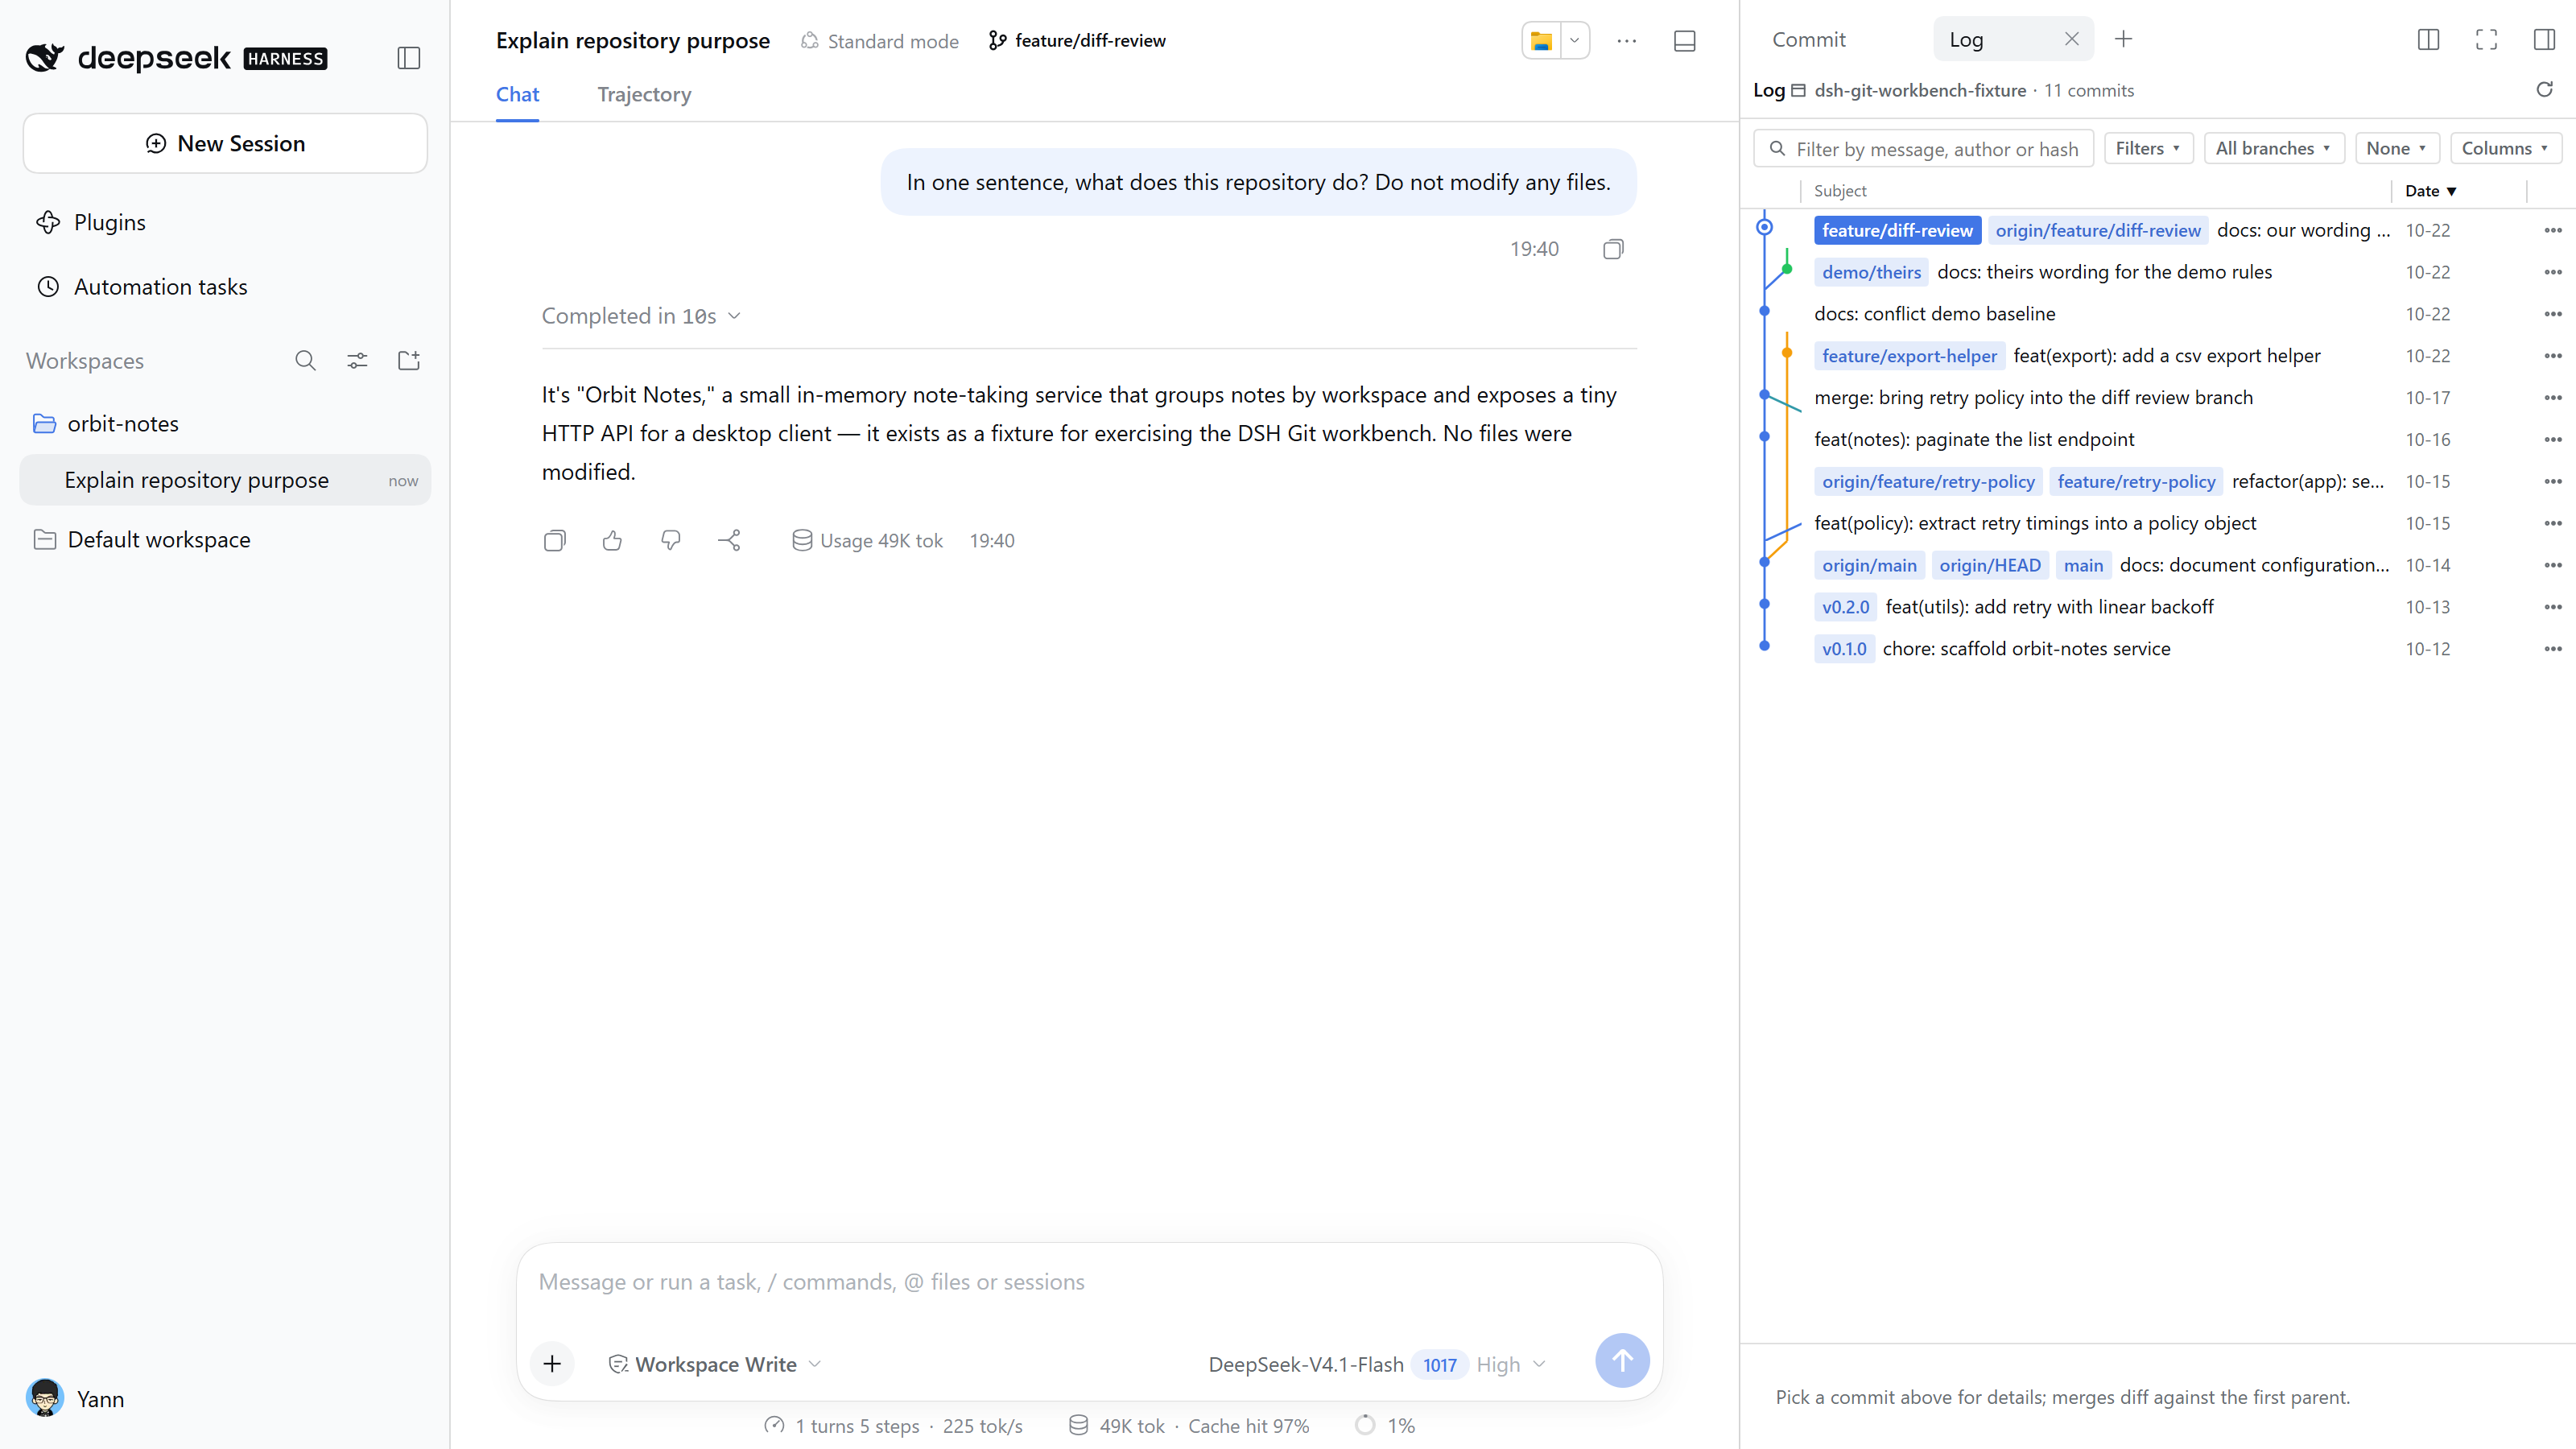 deepseek HARNESS
New Session
Plugins
Automation tasks
Workspaces
orbit-notes
Explain repository purpose now
Default workspace
Yann
Explain repository purpose Standard mode feature/diff-review
Chat Trajectory
In one sentence, what does this repository do? Do not modify any files.
19:40
Completed in 10s
It's "Orbit Notes," a small in-memory note-taking service that groups notes by workspace and exposes a tiny
HTTP API for a desktop client — it exists as a fixture for exercising the DSH Git workbench. No files were
modified.
Usage 49K tok 19:40
Message or run a task, / commands, @ files or sessions
Workspace Write DeepSeek-V4.1-Flash 1017 High
1 turns 5 steps · 225 tok/s 49K tok · Cache hit 97% 1%
Commit Log
Log dsh-git-workbench-fixture · 11 commits
Filter by message, author or hash Filters All branches None Columns
Subject Date
feature/diff-review origin/feature/diff-review docs: our wording ... 10-22
demo/theirs docs: theirs wording for the demo rules 10-22
docs: conflict demo baseline 10-22
feature/export-helper feat(export): add a csv export helper 10-22
merge: bring retry policy into the diff review branch 10-17
feat(notes): paginate the list endpoint 10-16
origin/feature/retry-policy feature/retry-policy refactor(app): se... 10-15
feat(policy): extract retry timings into a policy object 10-15
origin/main origin/HEAD main docs: document configuration... 10-14
v0.2.0 feat(utils): add retry with linear backoff 10-13
v0.1.0 chore: scaffold orbit-notes service 10-12
Pick a commit above for details; merges diff against the first parent.